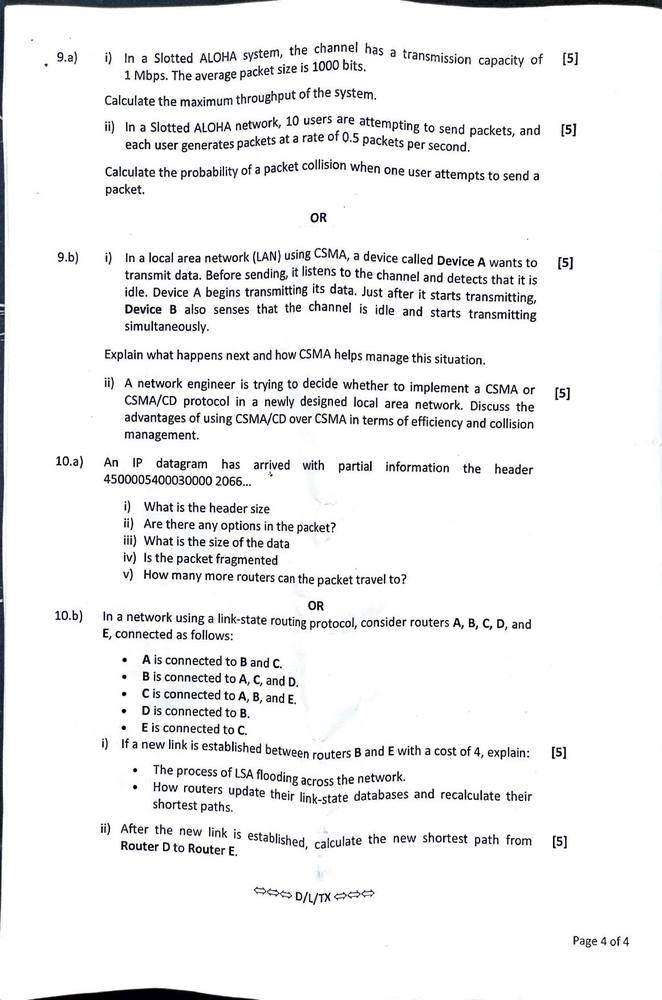 9.a) i) In a Slotted ALOHA system, the channel has a transmission capacity of [5]
1 Mbps. The average packet size is 1000 bits.
Calculate the maximum throughput of the system.
ii) In a Slotted ALOHA network, 10 users are attempting to send packets, and [5]
each user generates packets at a rate of 0.5 packets per second.
Calculate the probability of a packet collision when one user attempts to send a
packet.
OR
9.b) i) In a local area network (LAN) using CSMA, a device called Device A wants to [5]
transmit data. Before sending, it listens to the channel and detects that it is
idle. Device A begins transmitting its data. Just after it starts transmitting,
Device B also senses that the channel is idle and starts transmitting
simultaneously.
Explain what happens next and how CSMA helps manage this situation.
ii) A network engineer is trying to decide whether to implement a CSMA or [5]
CSMA/CD protocol in a newly designed local area network. Discuss the
advantages of using CSMA/CD over CSMA in terms of efficiency and collision
management.
10.a) An IP datagram has arrived with partial information the header
4500005400030000 2066...
i) What is the header size
ii) Are there any options in the packet?
iii) What is the size of the data
iv) Is the packet fragmented
v) How many more routers can the packet travel to?
OR
10.b) In a network using a link-state routing protocol, consider routers A, B, C, D, and
E, connected as follows:
• A is connected to B and C.
• B is connected to A, C, and D.
• C is connected to A, B, and E.
• D is connected to B.
• E is connected to C.
i) If a new link is established between routers B and E with a cost of 4, explain: [5]
• The process of LSA flooding across the network.
• How routers update their link-state databases and recalculate their
shortest paths.
ii) After the new link is established, calculate the new shortest path from [5]
Router D to Router E.
⇔⇔⇔ D/L/TX ⇔⇔⇔
Page 4 of 4